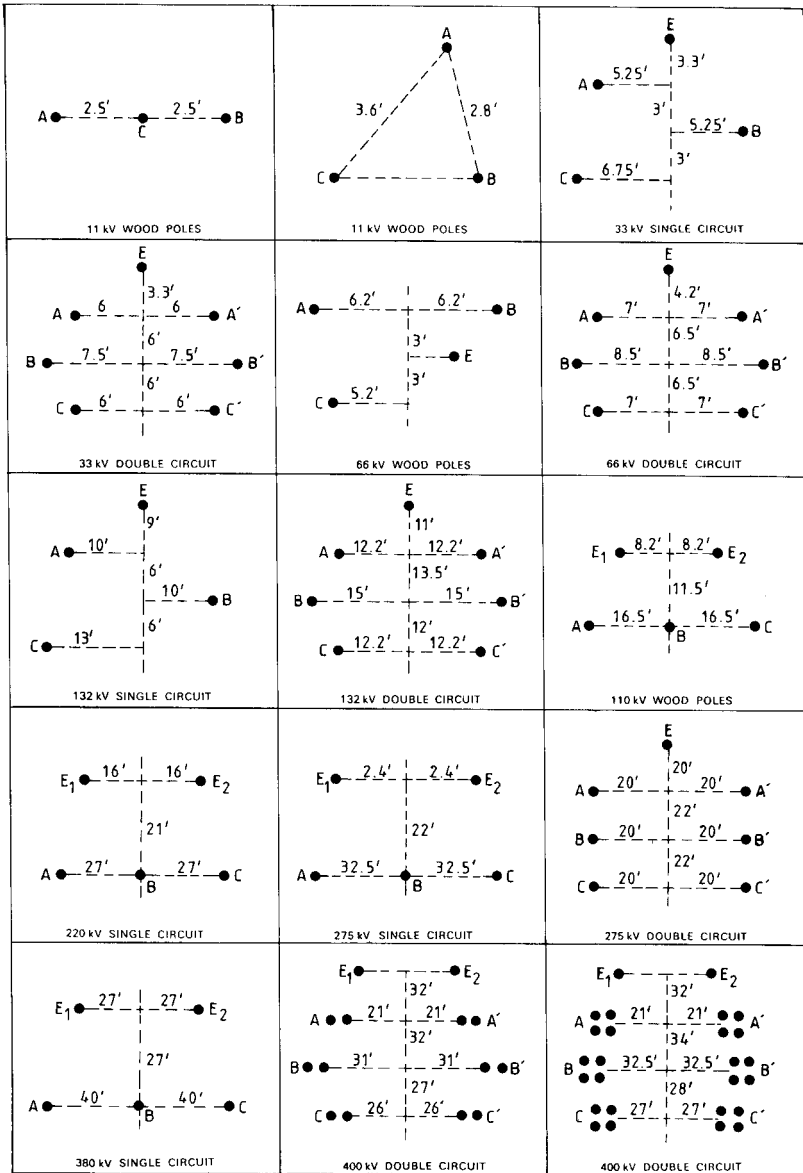 A 2.5' C 2.5' B
11 kV WOOD POLES
A
3.6' 2.8'
C B
11 kV WOOD POLES
E
3.3'
A 5.25'
3'
5.25' B
3'
C 6.75'
33 kV SINGLE CIRCUIT
E
3.3'
A 6 6 A'
6'
B 7.5' 7.5' B'
6'
C 6' 6' C'
33 kV DOUBLE CIRCUIT
A 6.2' 6.2' B
3'
E
3'
C 5.2'
66 kV WOOD POLES
E
4.2'
A 7' 7' A'
6.5'
B 8.5' 8.5' B'
6.5'
C 7' 7' C'
66 kV DOUBLE CIRCUIT
E
9'
A 10'
6'
10' B
6'
C 13'
132 kV SINGLE CIRCUIT
E
11'
A 12.2' 12.2' A'
13.5'
B 15' 15' B'
12'
C 12.2' 12.2' C'
132 kV DOUBLE CIRCUIT
E1 8.2' 8.2' E2
11.5'
A 16.5' B 16.5' C
110 kV WOOD POLES
E1 16' 16' E2
21'
A 27' B 27' C
220 kV SINGLE CIRCUIT
E1 2.4' 2.4' E2
22'
A 32.5' B 32.5' C
275 kV SINGLE CIRCUIT
E
20'
A 20' 20' A'
22'
B 20' 20' B'
22'
C 20' 20' C'
275 kV DOUBLE CIRCUIT
E1 27' 27' E2
27'
A 40' B 40' C
380 kV SINGLE CIRCUIT
E1 E2
32'
A 21' 21' A'
32'
B 31' 31' B'
27'
C 26' 26' C'
400 kV DOUBLE CIRCUIT
E1 E2
32'
A 21' 21' A'
34'
B 32.5' 32.5' B'
28'
C 27' 27' C'
400 kV DOUBLE CIRCUIT